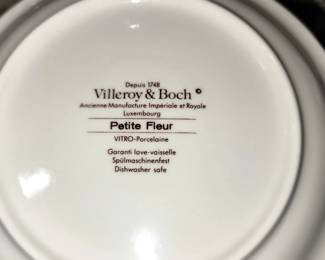 Depuis 1748
Villeroy & Boch ©
Ancienne Manufacture Impériale et Royale
Luxembourg
Petite Fleur
VITRO-Porcelaine
Garanti lave-vaisselle
Spülmaschinenfest
Dishwasher safe